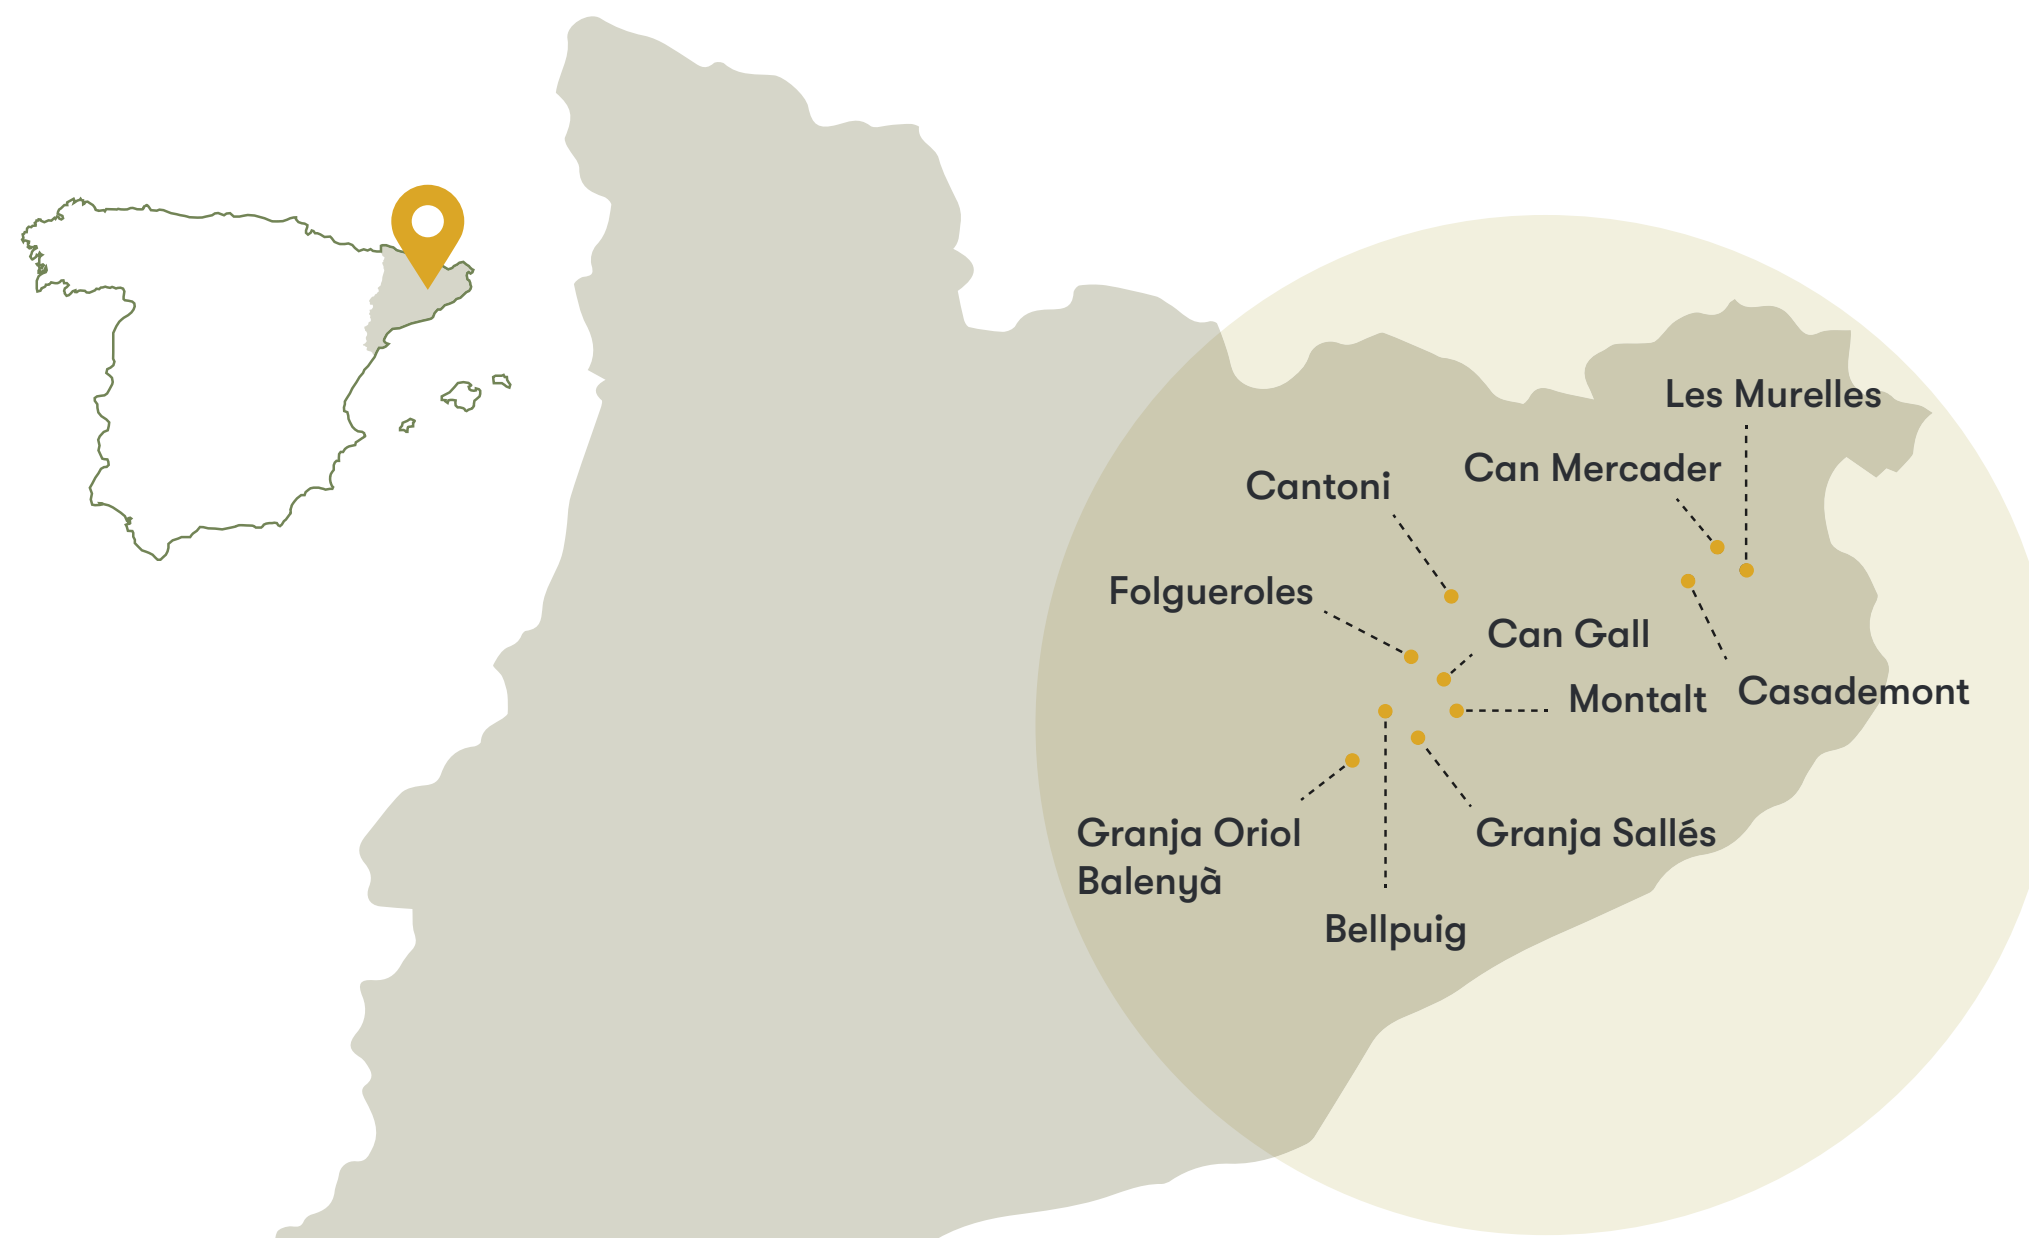 Les Murelles
Can Mercader
Cantoni
Folgueroles
Can Gall
Casademont
Montalt
Granja Oriol
Balenyà
Granja Sallés
Bellpuig